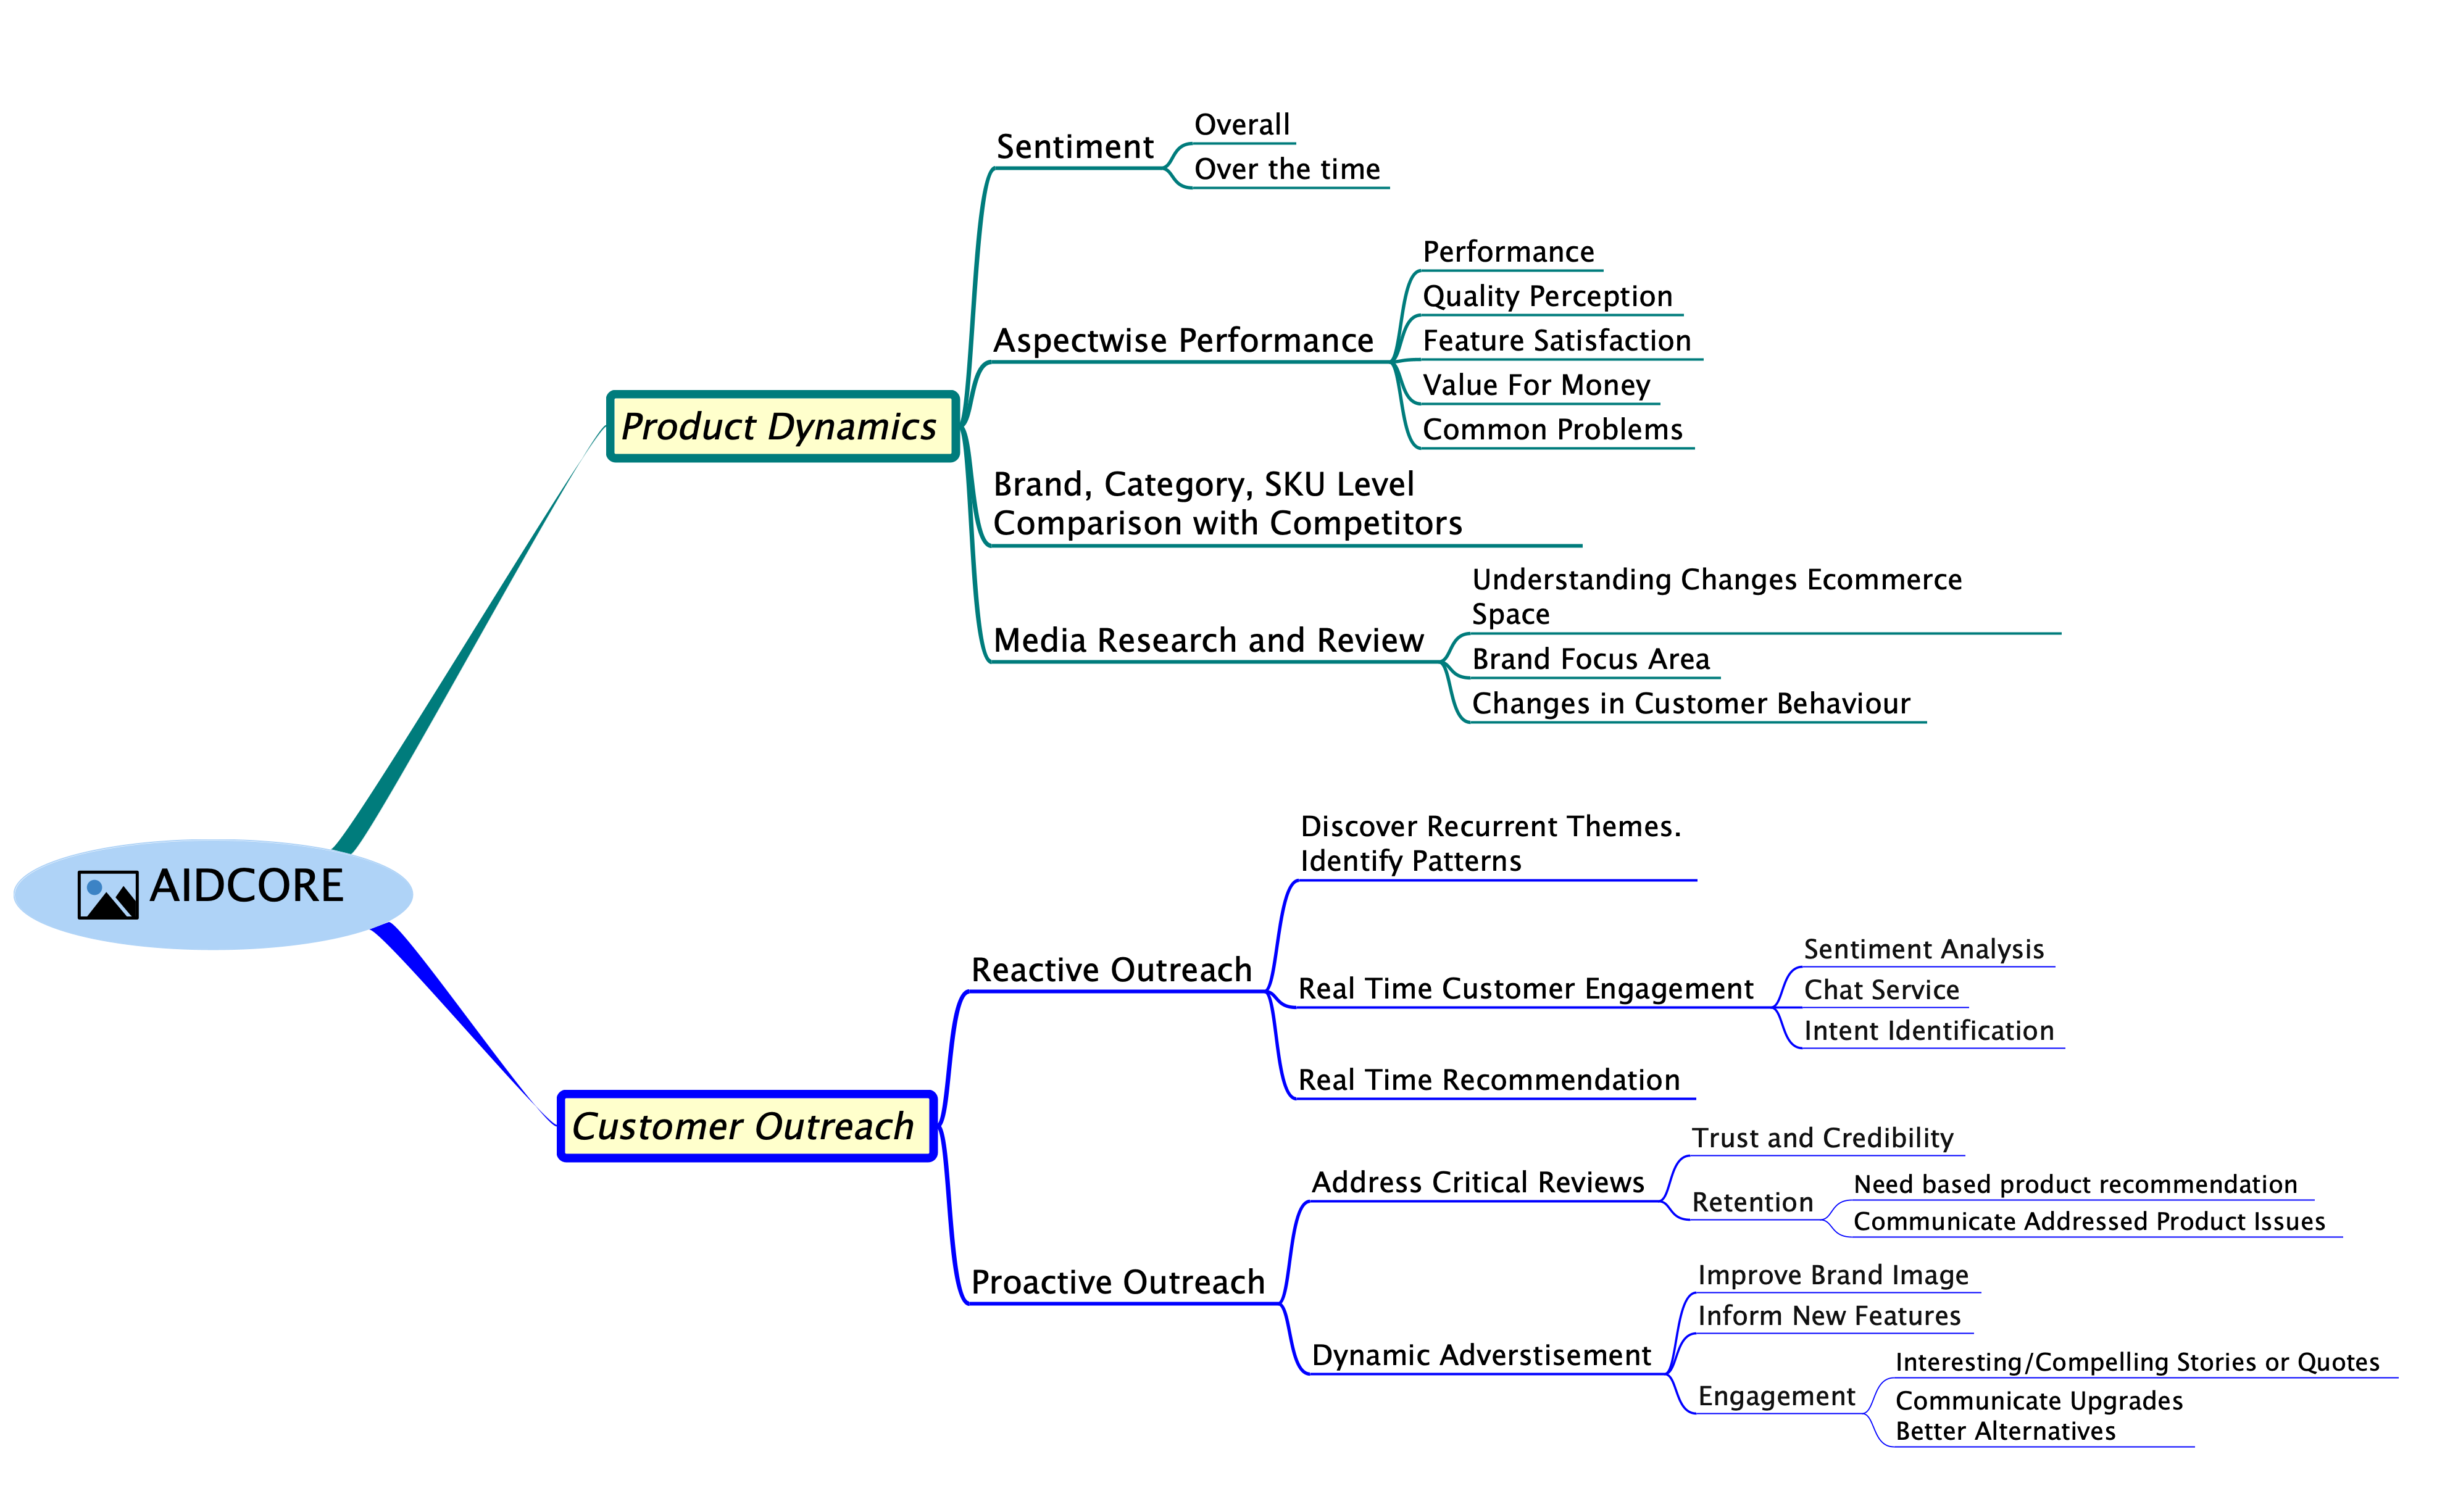 Overall
Sentiment
Over the time
Performance
Quality Perception
Aspectwise Performance
Feature Satisfaction
Value For Money
Product Dynamics
Common Problems
Brand, Category, SKU Level
Comparison with Competitors
Understanding Changes Ecommerce
Space
Media Research and Review
Brand Focus Area
Changes in Customer Behaviour
AIDCORE
Discover Recurrent Themes.
Identify Patterns
Reactive Outreach
Sentiment Analysis
Real Time Customer Engagement
Chat Service
Intent Identification
Real Time Recommendation
Customer Outreach
Trust and Credibility
Address Critical Reviews
Need based product recommendation
Retention
Communicate Addressed Product Issues
Proactive Outreach
Improve Brand Image
Inform New Features
Dynamic Adverstisement
Interesting/Compelling Stories or Quotes
Engagement
Communicate Upgrades
Better Alternatives